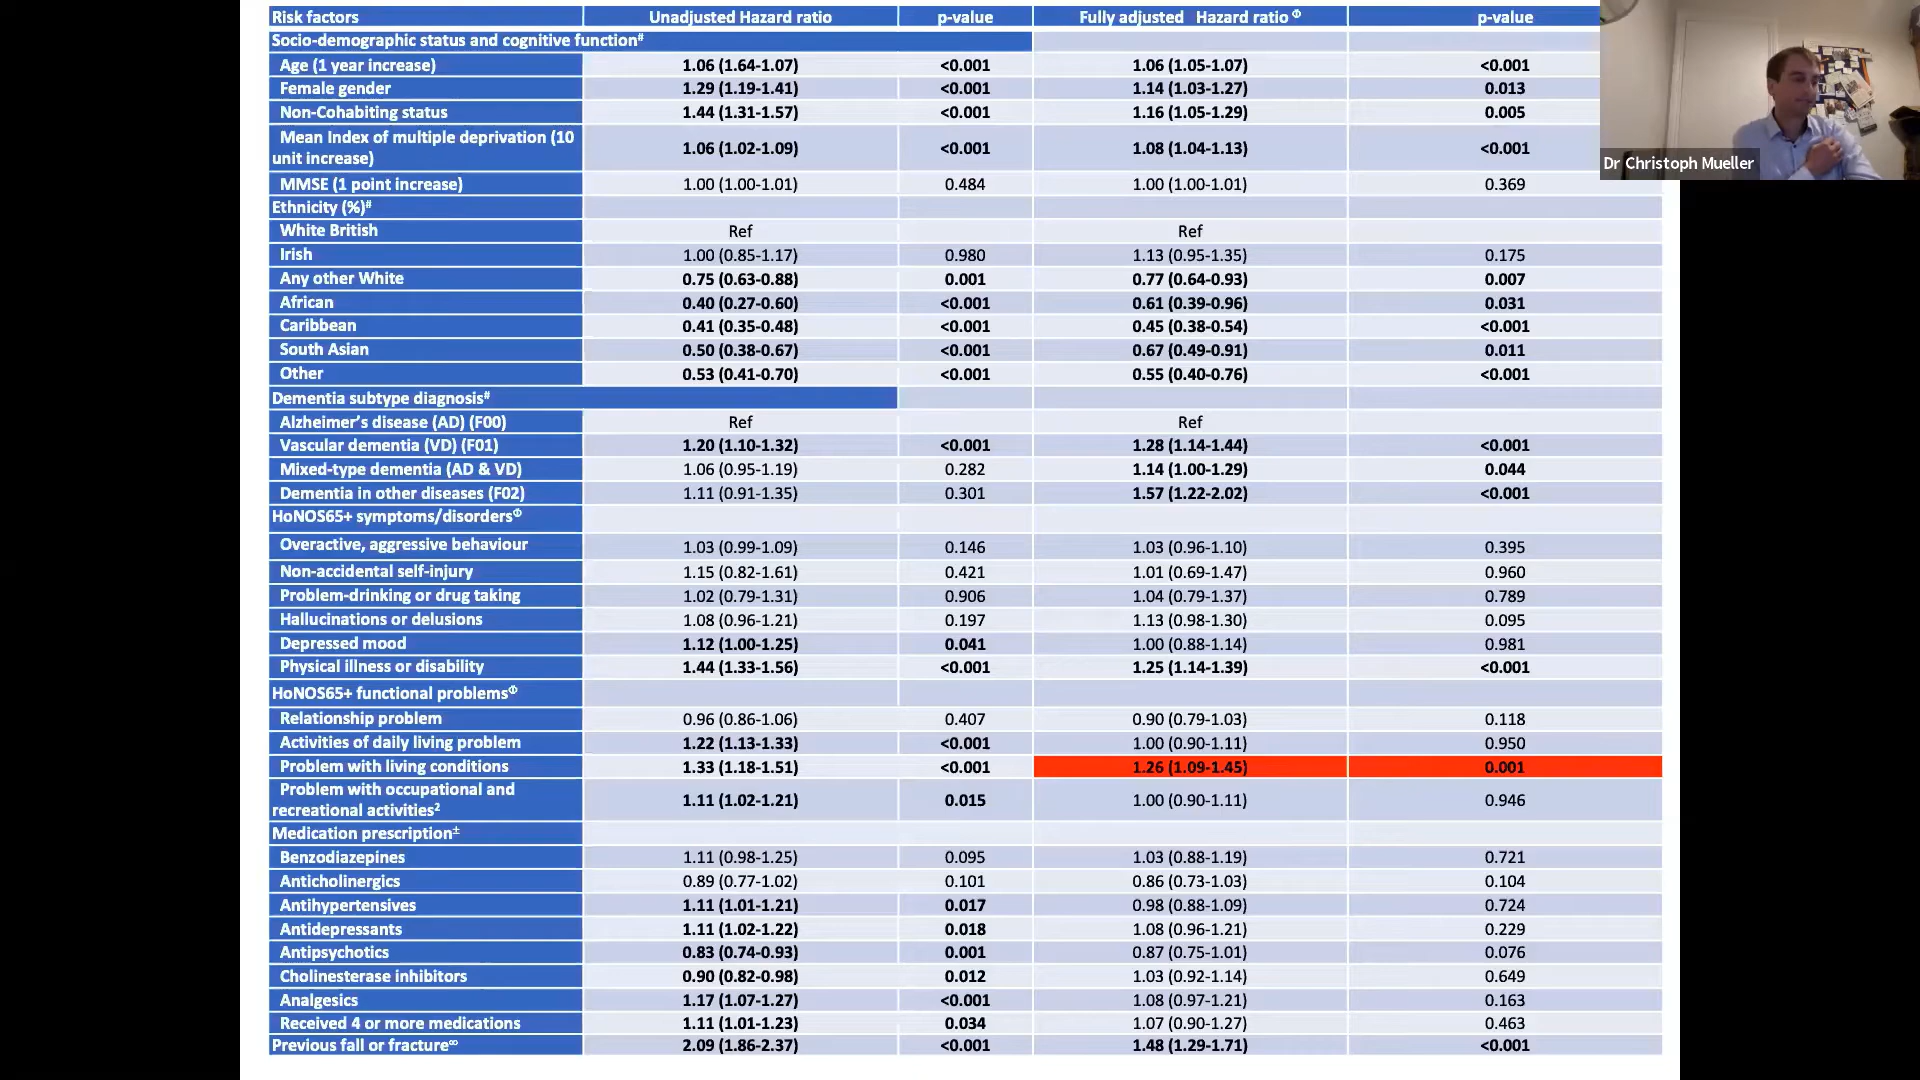 Risk factors Unadjusted Hazard ratio p-value Fully adjusted Hazard ratio Φ p-value
Socio-demographic status and cognitive function#
Age (1 year increase) 1.06 (1.64-1.07) <0.001 1.06 (1.05-1.07) <0.001
Female gender 1.29 (1.19-1.41) <0.001 1.14 (1.03-1.27) 0.013
Non-Cohabiting status 1.44 (1.31-1.57) <0.001 1.16 (1.05-1.29) 0.005
Mean Index of multiple deprivation (10
unit increase) 1.06 (1.02-1.09) <0.001 1.08 (1.04-1.13) <0.001
Dr Christoph Mueller
MMSE (1 point increase) 1.00 (1.00-1.01) 0.484 1.00 (1.00-1.01) 0.369
Ethnicity (%)#
White British Ref Ref
Irish 1.00 (0.85-1.17) 0.980 1.13 (0.95-1.35) 0.175
Any other White 0.75 (0.63-0.88) 0.001 0.77 (0.64-0.93) 0.007
African 0.40 (0.27-0.60) <0.001 0.61 (0.39-0.96) 0.031
Caribbean 0.41 (0.35-0.48) <0.001 0.45 (0.38-0.54) <0.001
South Asian 0.50 (0.38-0.67) <0.001 0.67 (0.49-0.91) 0.011
Other 0.53 (0.41-0.70) <0.001 0.55 (0.40-0.76) <0.001
Dementia subtype diagnosis#
Alzheimer's disease (AD) (F00) Ref Ref
Vascular dementia (VD) (F01) 1.20 (1.10-1.32) <0.001 1.28 (1.14-1.44) <0.001
Mixed-type dementia (AD & VD) 1.06 (0.95-1.19) 0.282 1.14 (1.00-1.29) 0.044
Dementia in other diseases (F02) 1.11 (0.91-1.35) 0.301 1.57 (1.22-2.02) <0.001
HoNOS65+ symptoms/disordersΦ
Overactive, aggressive behaviour 1.03 (0.99-1.09) 0.146 1.03 (0.96-1.10) 0.395
Non-accidental self-injury 1.15 (0.82-1.61) 0.421 1.01 (0.69-1.47) 0.960
Problem-drinking or drug taking 1.02 (0.79-1.31) 0.906 1.04 (0.79-1.37) 0.789
Hallucinations or delusions 1.08 (0.96-1.21) 0.197 1.13 (0.98-1.30) 0.095
Depressed mood 1.12 (1.00-1.25) 0.041 1.00 (0.88-1.14) 0.981
Physical illness or disability 1.44 (1.33-1.56) <0.001 1.25 (1.14-1.39) <0.001
HoNOS65+ functional problemsΦ
Relationship problem 0.96 (0.86-1.06) 0.407 0.90 (0.79-1.03) 0.118
Activities of daily living problem 1.22 (1.13-1.33) <0.001 1.00 (0.90-1.11) 0.950
Problem with living conditions 1.33 (1.18-1.51) <0.001 1.26 (1.09-1.45) 0.001
Problem with occupational and
recreational activities² 1.11 (1.02-1.21) 0.015 1.00 (0.90-1.11) 0.946
Medication prescription±
Benzodiazepines 1.11 (0.98-1.25) 0.095 1.03 (0.88-1.19) 0.721
Anticholinergics 0.89 (0.77-1.02) 0.101 0.86 (0.73-1.03) 0.104
Antihypertensives 1.11 (1.01-1.21) 0.017 0.98 (0.88-1.09) 0.724
Antidepressants 1.11 (1.02-1.22) 0.018 1.08 (0.96-1.21) 0.229
Antipsychotics 0.83 (0.74-0.93) 0.001 0.87 (0.75-1.01) 0.076
Cholinesterase inhibitors 0.90 (0.82-0.98) 0.012 1.03 (0.92-1.14) 0.649
Analgesics 1.17 (1.07-1.27) <0.001 1.08 (0.97-1.21) 0.163
Received 4 or more medications 1.11 (1.01-1.23) 0.034 1.07 (0.90-1.27) 0.463
Previous fall or fracture∞ 2.09 (1.86-2.37) <0.001 1.48 (1.29-1.71) <0.001